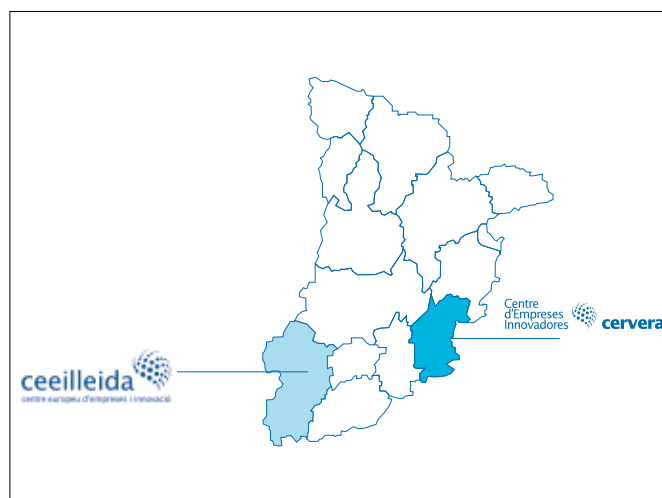 Centre
d'Empreses
Innovadores
cervera
ceeilleida
centre europeu d'empreses i innovació